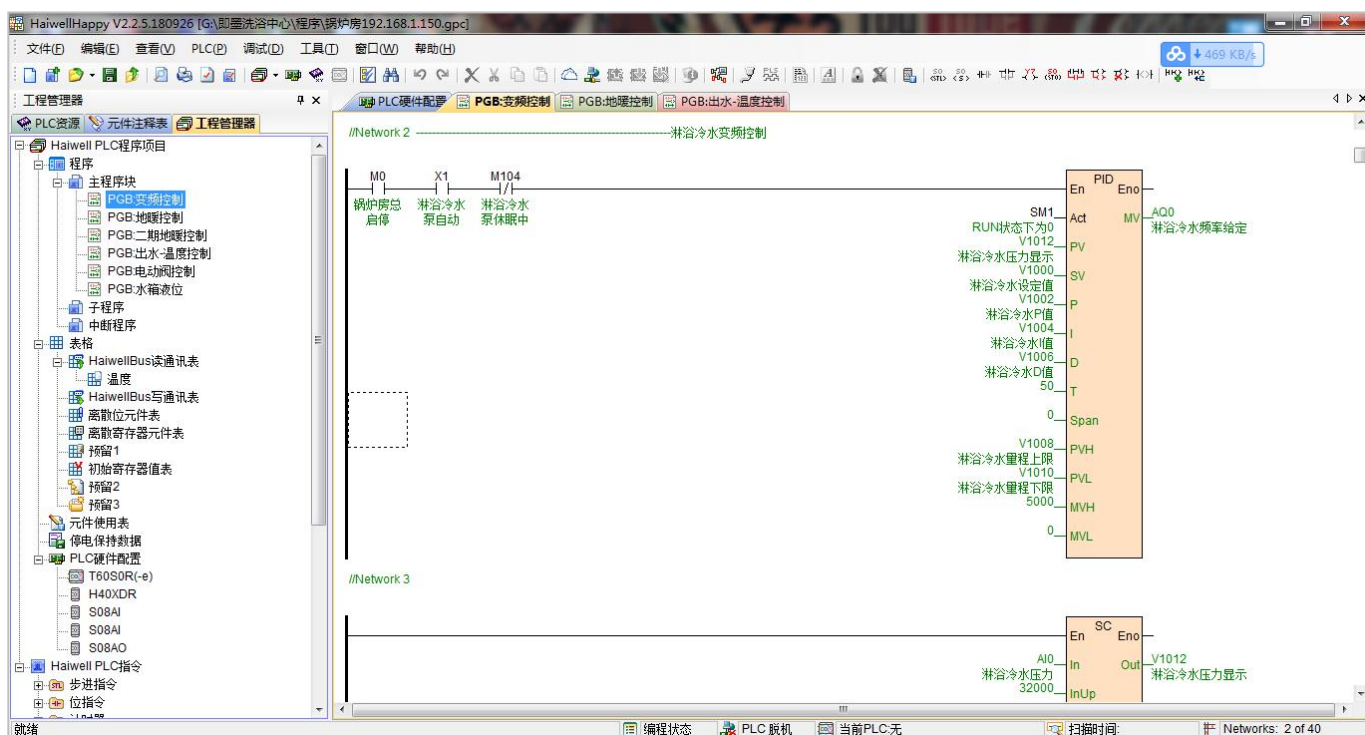 HaiwellHappy V2.2.5.180926 [G:\即墨洗浴中心\程序\锅炉房192.168.1.150.gpc]
文件(F) 编辑(E) 查看(V) PLC(P) 调试(D) 工具(T) 窗口(W) 帮助(H)
469 KB/s
工程管理器
PLC资源 元件注释表 工程管理器
Haiwell PLC程序项目
程序
主程序块
PGB:变频控制
PGB:地暖控制
PGB:二期地暖控制
PGB:出水-温度控制
PGB:电动阀控制
PGB:水箱液位
子程序
中断程序
表格
HaiwellBus读通讯表
温度
HaiwellBus写通讯表
离散位元件表
离散寄存器元件表
预留1
初始寄存器值表
预留2
预留3
元件使用表
停电保持数据
PLC硬件配置
T60S0R(-e)
H40XDR
S08AI
S08AI
S08AO
Haiwell PLC指令
步进指令
位指令
PLC硬件配置 PGB:变频控制 PGB:地暖控制 PGB:出水-温度控制
//Network 2 淋浴冷水变频控制
M0 X1 M104
锅炉房总启停
淋浴冷水泵自动
淋浴冷水泵休眠中
PID
En Eno
SM1 Act MV AQ0
RUN状态下为0 淋浴冷水频率给定
V1012 PV
淋浴冷水压力显示
V1000 SV
淋浴冷水设定值
V1002 P
淋浴冷水P值
V1004 I
淋浴冷水I值
V1006 D
淋浴冷水D值
50 T
0 Span
V1008 PVH
淋浴冷水量程上限
V1010 PVL
淋浴冷水量程下限
5000 MVH
0 MVL
//Network 3
SC
En Eno
AI0 In Out V1012
淋浴冷水压力 淋浴冷水压力显示
32000 InUp
就绪 编程状态 PLC 脱机 当前PLC:无 扫描时间: Networks: 2 of 40